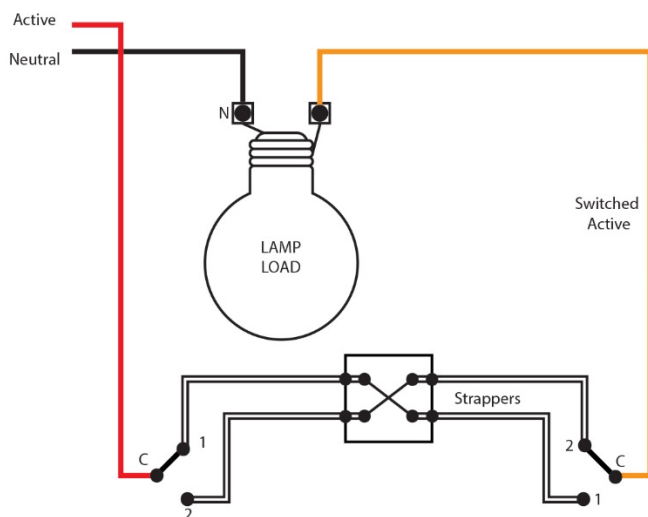 Active
Neutral
N
LAMP
LOAD
Switched
Active
Strappers
1
2
C
C
2
1